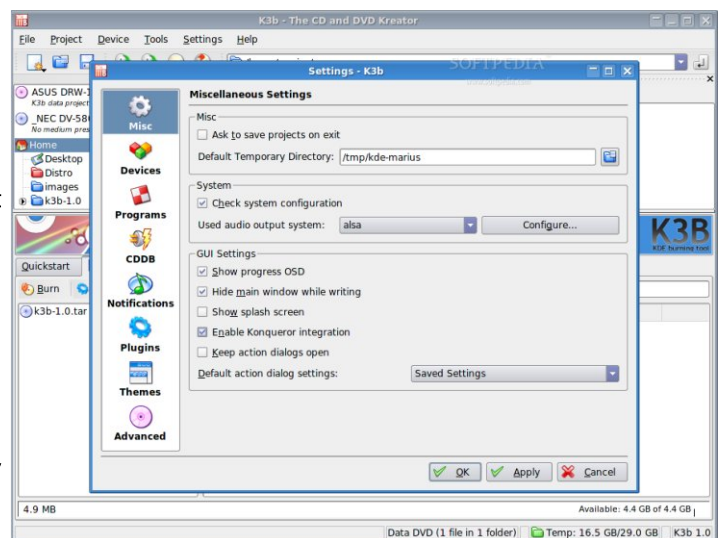 K3b - The CD and DVD Kreator
File Project Device Tools Settings Help
Settings - K3b
SOFTPEDIA
ASUS DRW-1
K3b data project
_NEC DV-58
No medium pres
Home
Desktop
Distro
images
k3b-1.0
K3B
KDE burning tool
Quickstart
Burn
k3b-1.0.tar
Misc
Devices
Programs
CDDB
Notifications
Plugins
Themes
Advanced
Miscellaneous Settings
Misc
Ask to save projects on exit
Default Temporary Directory: /tmp/kde-marius
System
Check system configuration
Used audio output system: alsa Configure...
GUI Settings
Show progress OSD
Hide main window while writing
Show splash screen
Enable Konqueror integration
Keep action dialogs open
Default action dialog settings: Saved Settings
OK Apply Cancel
4.9 MB Available: 4.4 GB of 4.4 GB
Data DVD (1 file in 1 folder) Temp: 16.5 GB/29.0 GB K3b 1.0